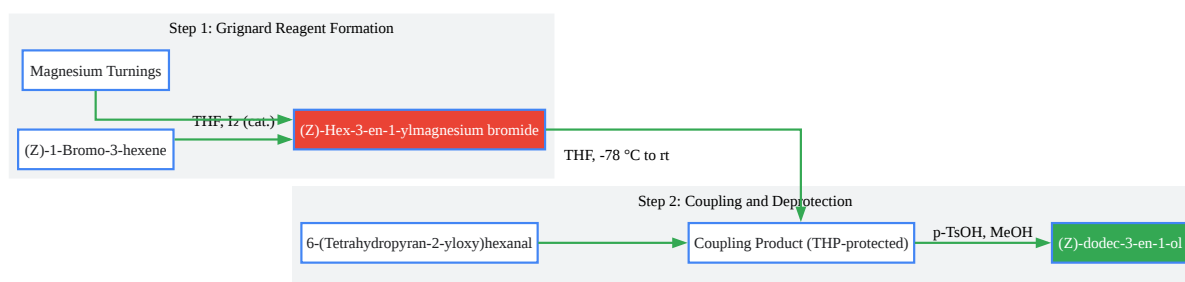 Step 1: Grignard Reagent Formation
Magnesium Turnings
THF, I₂ (cat.)
(Z)-1-Bromo-3-hexene
(Z)-Hex-3-en-1-ylmagnesium bromide
THF, -78 °C to rt
Step 2: Coupling and Deprotection
6-(Tetrahydropyran-2-yloxy)hexanal
Coupling Product (THP-protected)
p-TsOH, MeOH
(Z)-dodec-3-en-1-ol